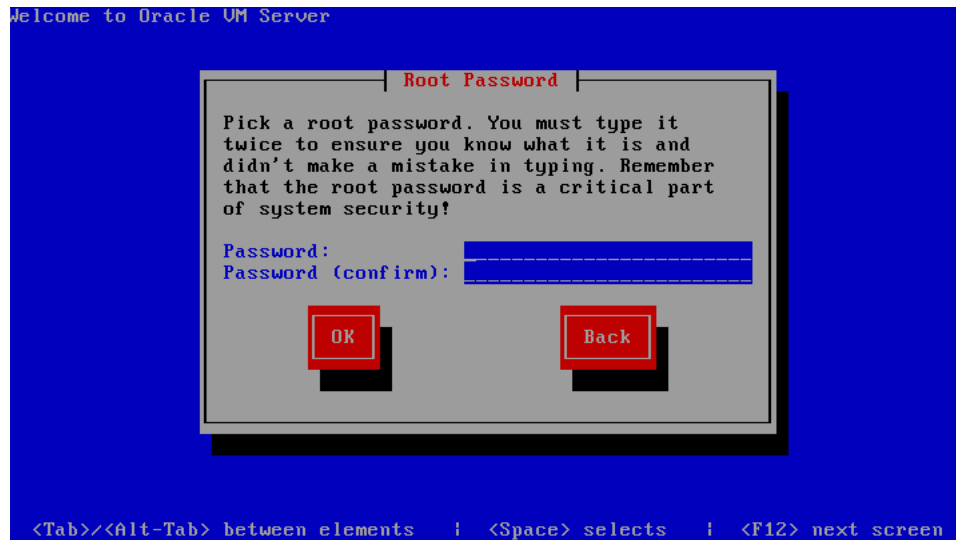 Welcome to Oracle VM Server
Root Password
Pick a root password. You must type it
twice to ensure you know what it is and
didn't make a mistake in typing. Remember
that the root password is a critical part
of system security!
Password:
Password (confirm):
OK Back
<Tab>/<Alt-Tab> between elements | <Space> selects | <F12> next screen